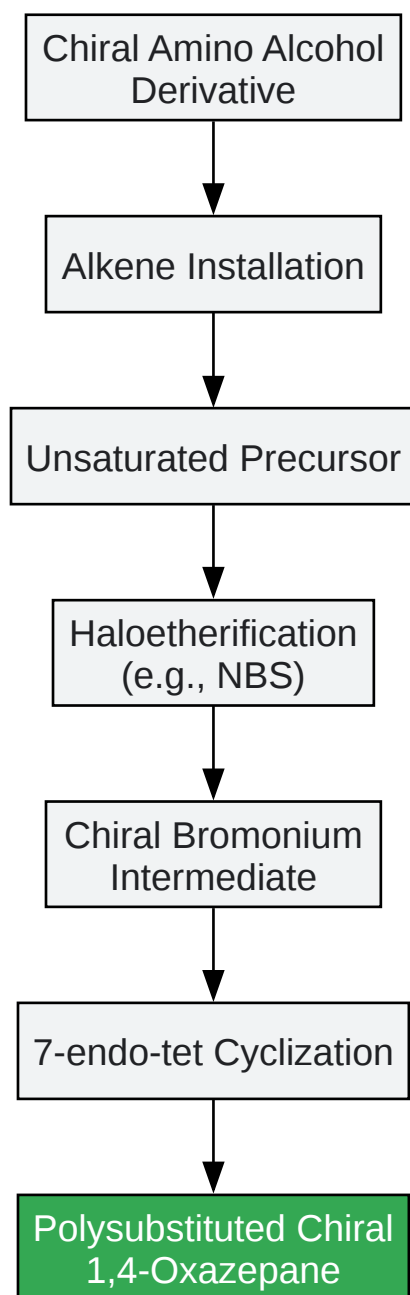 Chiral Amino Alcohol
Derivative
Alkene Installation
Unsaturated Precursor
Haloetherification
(e.g., NBS)
Chiral Bromonium
Intermediate
7-endo-tet Cyclization
Polysubstituted Chiral
1,4-Oxazepane